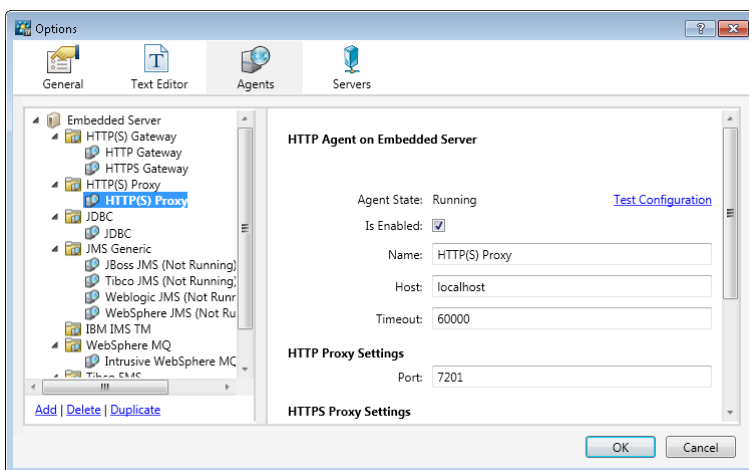 Options
General Text Editor Agents Servers
Embedded Server
HTTP(S) Gateway
HTTP Gateway
HTTPS Gateway
HTTP(S) Proxy
HTTP(S) Proxy
JDBC
JDBC
JMS Generic
JBoss JMS (Not Running)
Tibco JMS (Not Running)
Weblogic JMS (Not Runr
WebSphere JMS (Not Ru
IBM IMS TM
WebSphere MQ
Intrusive WebSphere MQ
Tibco EMS
Add | Delete | Duplicate
HTTP Agent on Embedded Server
Agent State: Running Test Configuration
Is Enabled:
Name: HTTP(S) Proxy
Host: localhost
Timeout: 60000
HTTP Proxy Settings
Port: 7201
HTTPS Proxy Settings
OK Cancel